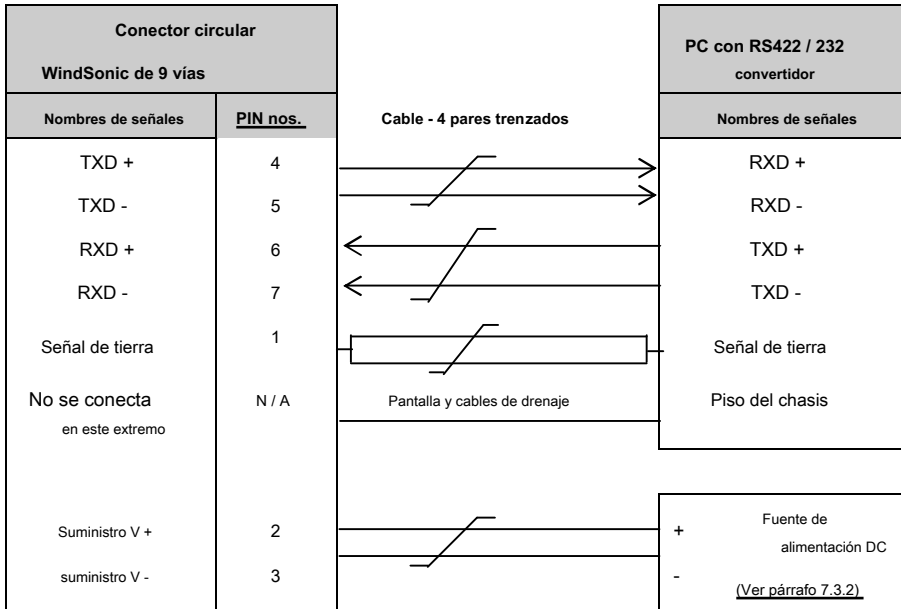 Conector circular
WindSonic de 9 vías
PC con RS422 / 232
convertidor
Nombres de señales PIN nos. Cable - 4 pares trenzados Nombres de señales
TXD + 4 RXD +
TXD - 5 RXD -
RXD + 6 TXD +
RXD - 7 TXD -
Señal de tierra 1 Señal de tierra
No se conecta N / A Pantalla y cables de drenaje Piso del chasis
en este extremo
Suministro V + 2 + Fuente de
alimentación DC
suministro V - 3 -
(Ver párrafo 7.3.2)